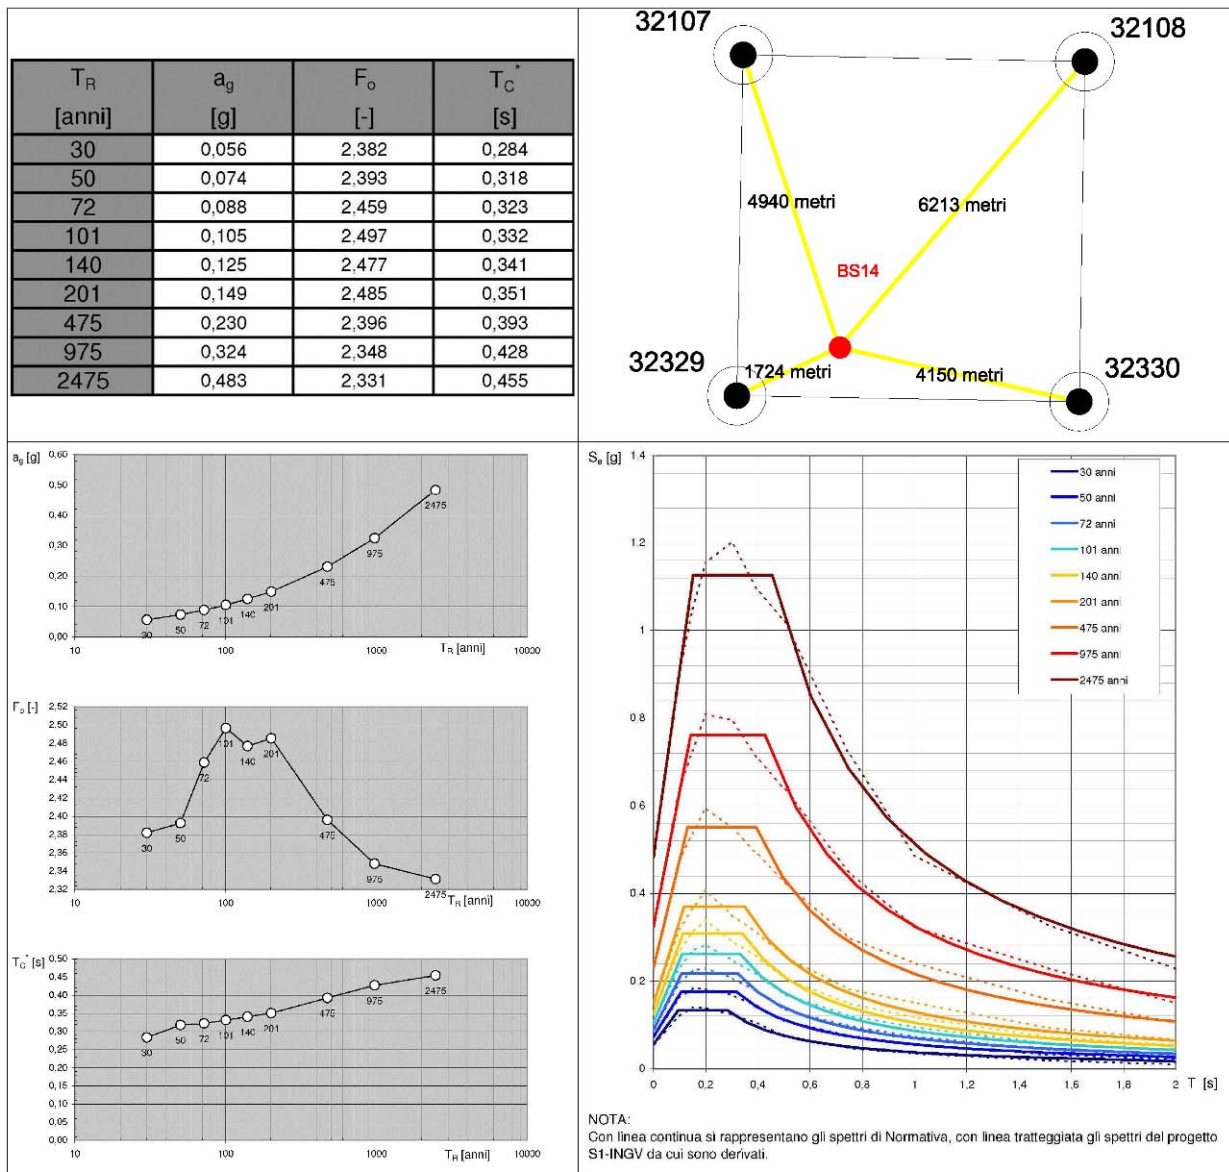 T_R a_g F_o T_C*
[anni] [g] [-] [s]
30 0,056 2,382 0,284
50 0,074 2,393 0,318
72 0,088 2,459 0,323
101 0,105 2,497 0,332
140 0,125 2,477 0,341
201 0,149 2,485 0,351
475 0,230 2,396 0,393
975 0,324 2,348 0,428
2475 0,483 2,331 0,455
32107 32108
4940 metri 6213 metri
BS14
32329 32330
1724 metri 4150 metri
a_g [g]
0,60
0,50
0,40
0,30
0,20
0,10
0,00
30 50 72 101 140 201 475 975 2475
10 100 1000 10000
T_R [anni]
F_o [-]
2,52
2,50
2,48
2,46
2,44
2,42
2,40
2,38
2,36
2,34
2,32
30 50 72 101 140 201 475 975 2475
10 100 1000 10000
T_R [anni]
T_C* [s]
0,50
0,45
0,40
0,35
0,30
0,25
0,20
0,15
0,10
0,05
0,00
30 50 72 101 140 201 475 975 2475
10 100 1000 10000
T_R [anni]
S_e [g]
1.4
1.2
1
0.8
0.6
0.4
0.2
0
0 0,2 0,4 0,6 0,8 1 1,2 1,4 1,6 1,8 2
T [s]
30 anni
50 anni
72 anni
101 anni
140 anni
201 anni
475 anni
975 anni
2475 anni
NOTA:
Con linea continua si rappresentano gli spettri di Normativa, con linea tratteggiata gli spettri del progetto
S1-INGV da cui sono derivati.